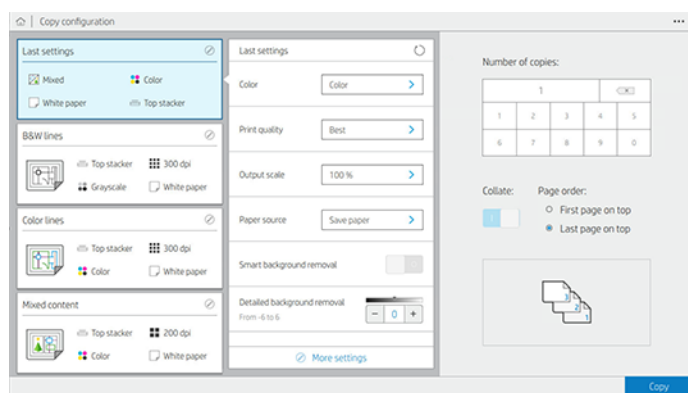 Copy configuration
Last settings
Mixed
Color
White paper
Top stacker
B&W lines
Top stacker
300 dpi
Grayscale
White paper
Color lines
Top stacker
300 dpi
Color
White paper
Mixed content
Top stacker
200 dpi
Color
White paper
Last settings
Color
Color
Print quality
Best
Output scale
100 %
Paper source
Save paper
Smart background removal
Detailed background removal
From -6 to 6
− 0 +
More settings
Number of copies:
1
1 2 3 4 5
6 7 8 9 0
Collate:
Page order:
First page on top
Last page on top
3
2
1
Copy